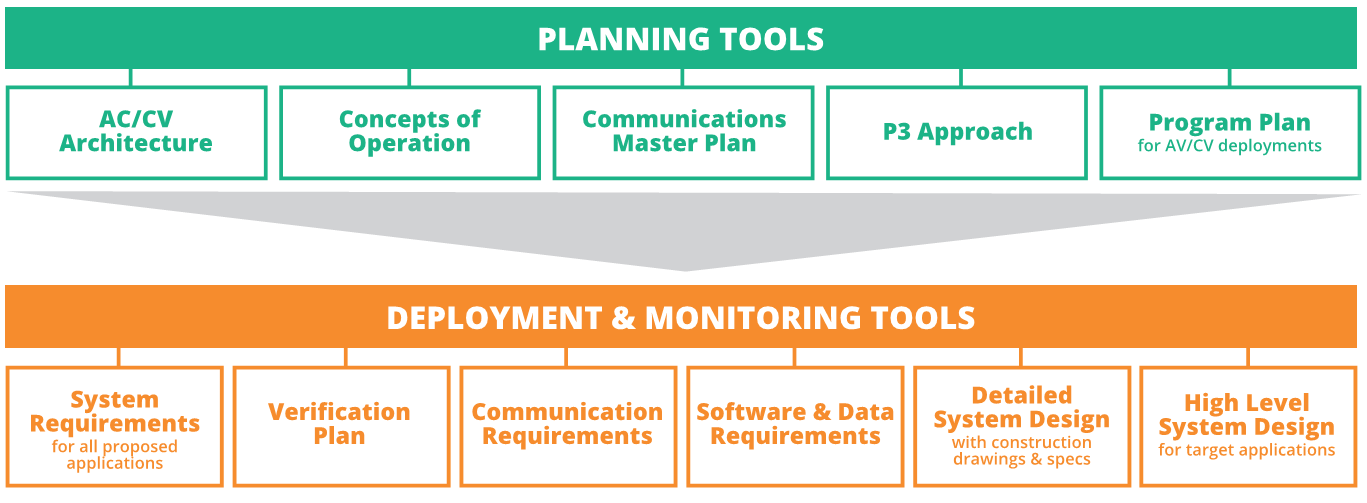 PLANNING TOOLS
AC/CV
Architecture
Concepts of
Operation
Communications
Master Plan
P3 Approach
Program Plan
for AV/CV deployments
DEPLOYMENT & MONITORING TOOLS
System
Requirements
for all proposed
applications
Verification
Plan
Communication
Requirements
Software & Data
Requirements
Detailed
System Design
with construction
drawings & specs
High Level
System Design
for target applications